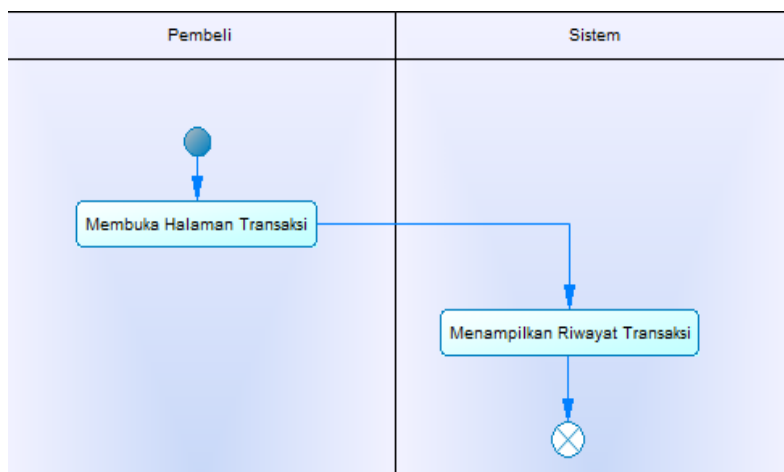 Pembeli
Sistem
Membuka Halaman Transaksi
Menampilkan Riwayat Transaksi